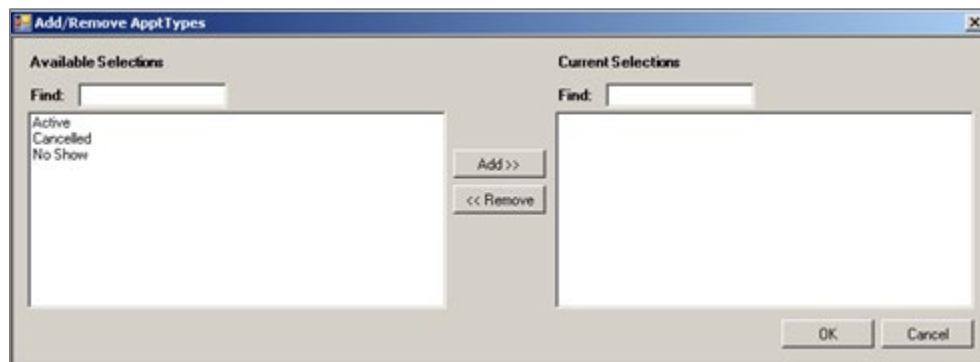 Add/Remove ApptTypes
Available Selections
Find:
Active
Cancelled
No Show
Add >>
<< Remove
Current Selections
Find:
OK
Cancel